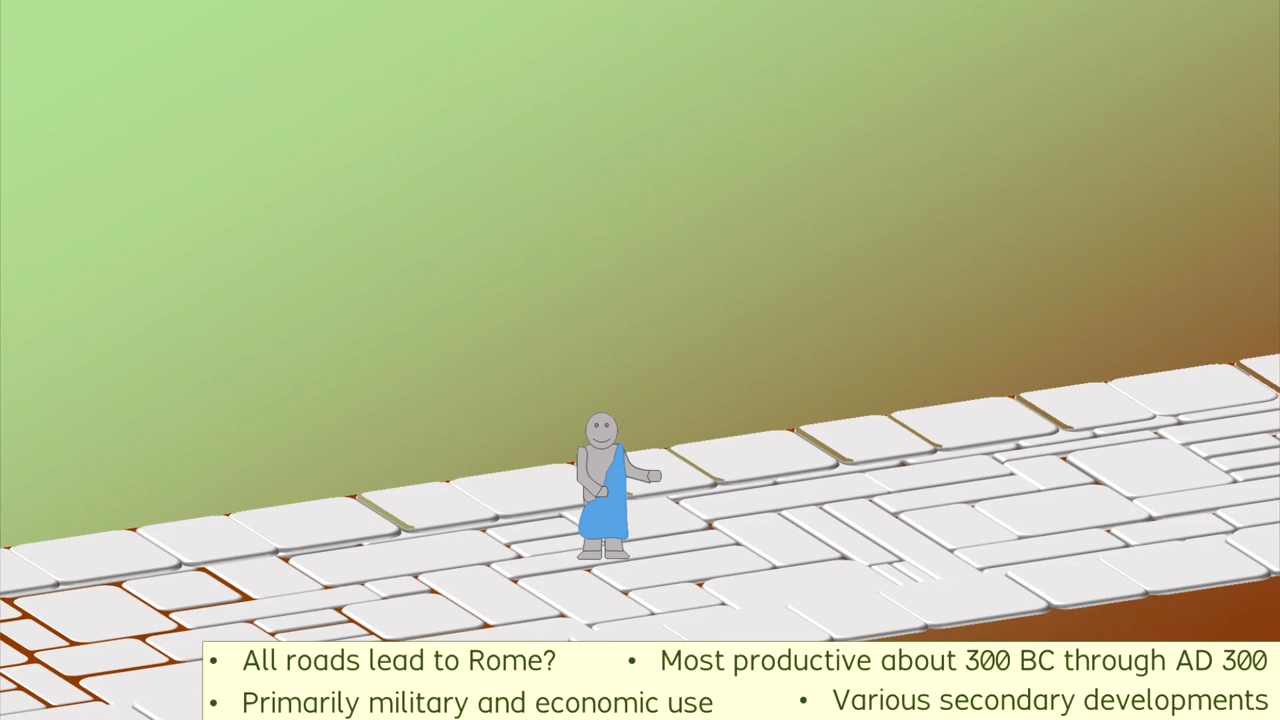 • All roads lead to Rome?
• Most productive about 300 BC through AD 300
• Primarily military and economic use
• Various secondary developments